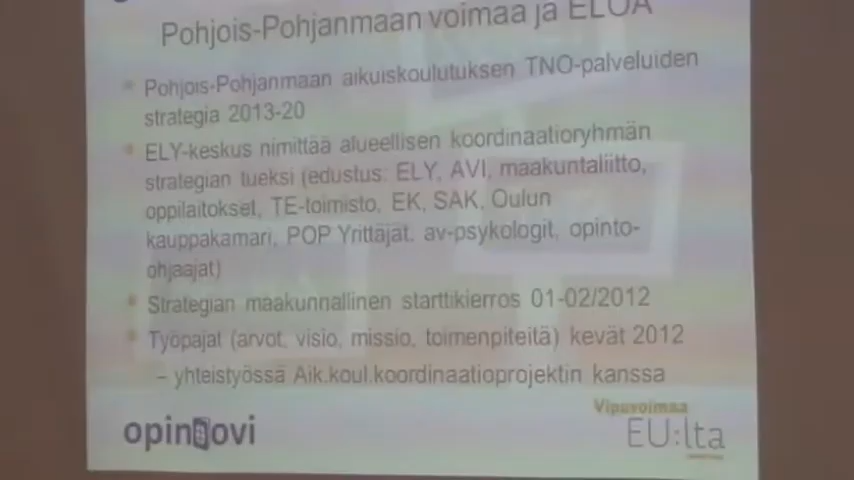 Pohjois-Pohjanmaan voimaa ja ELOA
Pohjois-Pohjanmaan aikuiskoulutuksen TNO-palveluiden
strategia 2013-20
ELY-keskus nimittää alueellisen koordinaatioryhmän
strategian tueksi (edustus: ELY, AVI, maakuntaliitto,
oppilaitokset, TE-toimisto, EK, SAK, Oulun
kauppakamari, POP Yrittäjät, av-psykologit, opinto-
ohjaajat)
Strategian maakunnallinen starttikierros 01-02/2012
Työpajat (arvot, visio, missio, toimenpiteitä) kevät 2012
– yhteistyössä Aik.koul.koordinaatioprojektin kanssa
opinovi
Vipuvoimaa
EU:lta